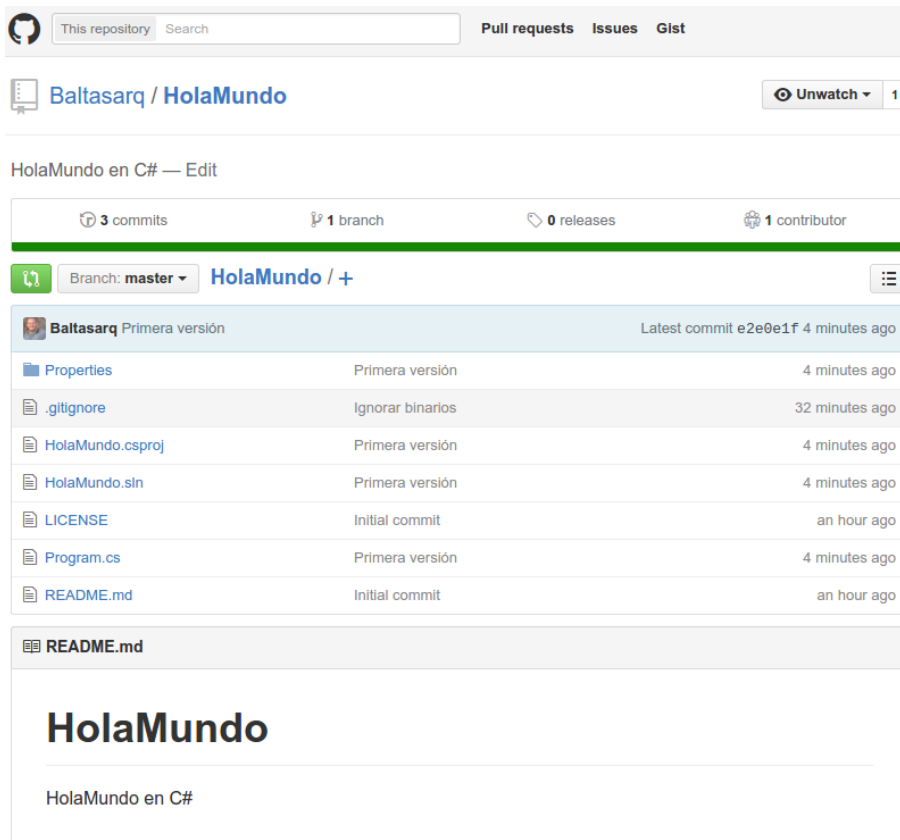 This repository Search Pull requests Issues Gist
Baltasarq / HolaMundo Unwatch 1
HolaMundo en C# — Edit
3 commits 1 branch 0 releases 1 contributor
Branch: master HolaMundo / +
Baltasarq Primera versión Latest commit e2e0e1f 4 minutes ago
Properties Primera versión 4 minutes ago
.gitignore Ignorar binarios 32 minutes ago
HolaMundo.csproj Primera versión 4 minutes ago
HolaMundo.sln Primera versión 4 minutes ago
LICENSE Initial commit an hour ago
Program.cs Primera versión 4 minutes ago
README.md Initial commit an hour ago
README.md
HolaMundo
HolaMundo en C#